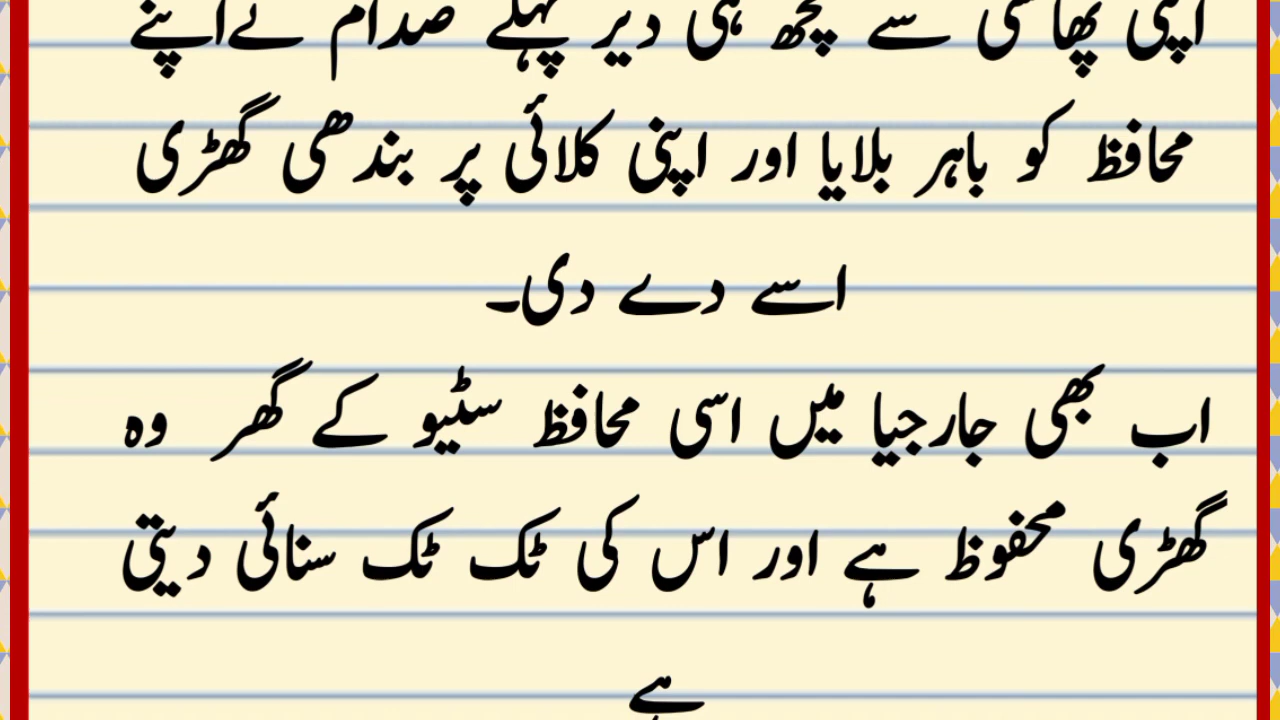 اپنی پھانسی سے کچھ ہی دیر پہلے صدام نےاپنے
محافظ کو باہر بلایا اور اپنی کلائی پر بندھی گھڑی
اسے دے دی۔
اب بھی جارجیا میں اسی محافظ سٹیو کے گھر وہ
گھڑی محفوظ ہے اور اس کی ٹک ٹک سنائی دیتی
ہے